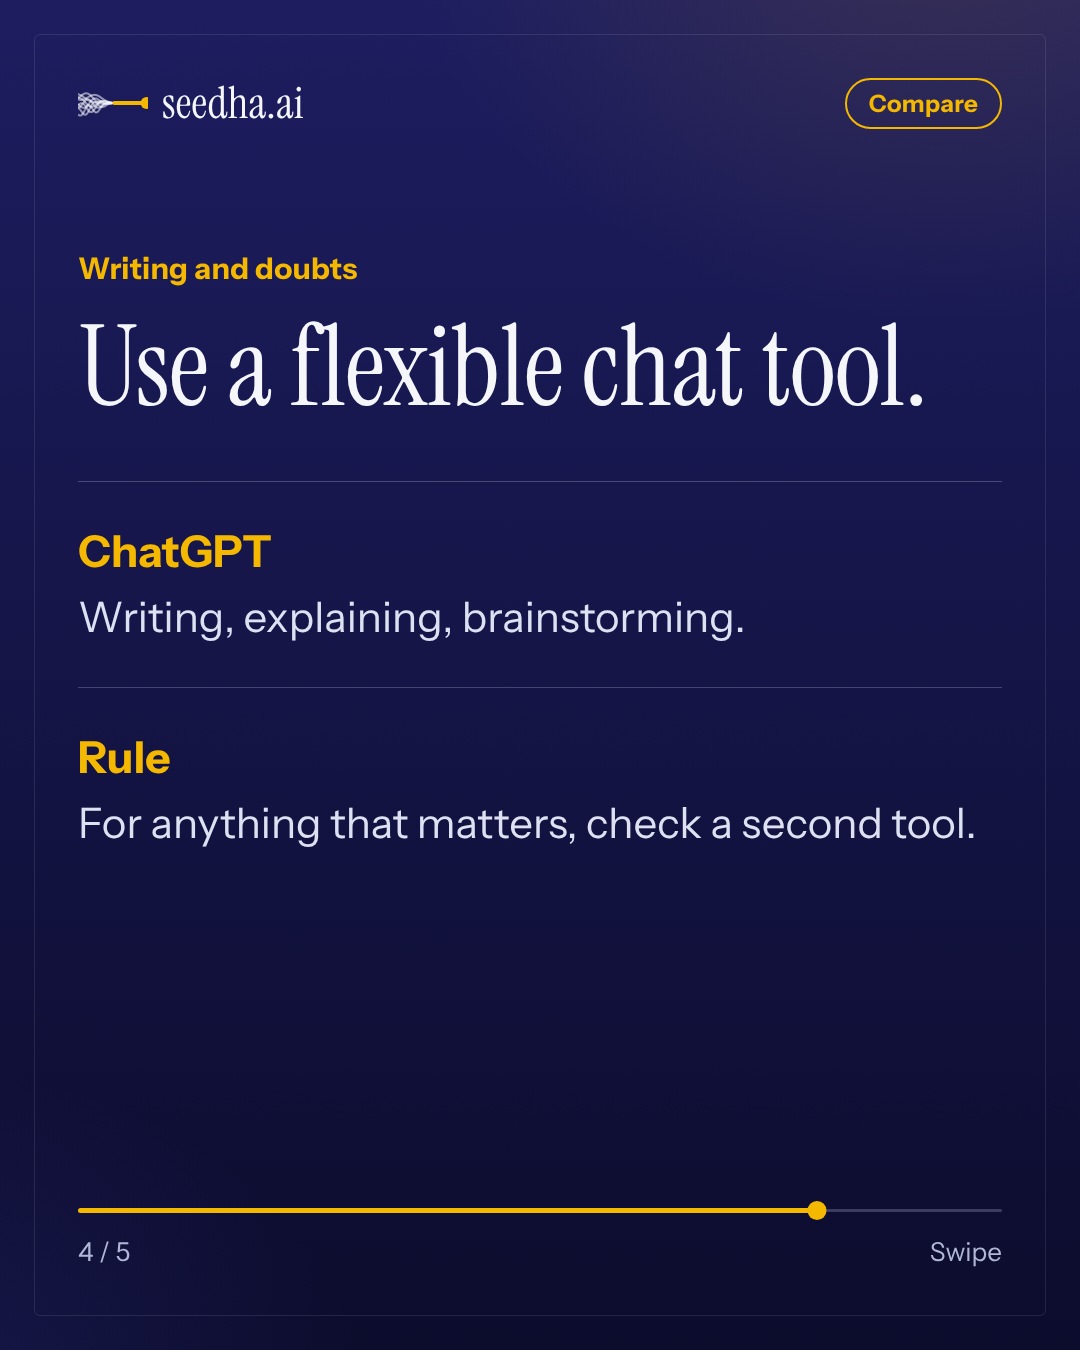 seedha.ai
Compare
Writing and doubts
Use a flexible chat tool.
ChatGPT
Writing, explaining, brainstorming.
Rule
For anything that matters, check a second tool.
4 / 5
Swipe